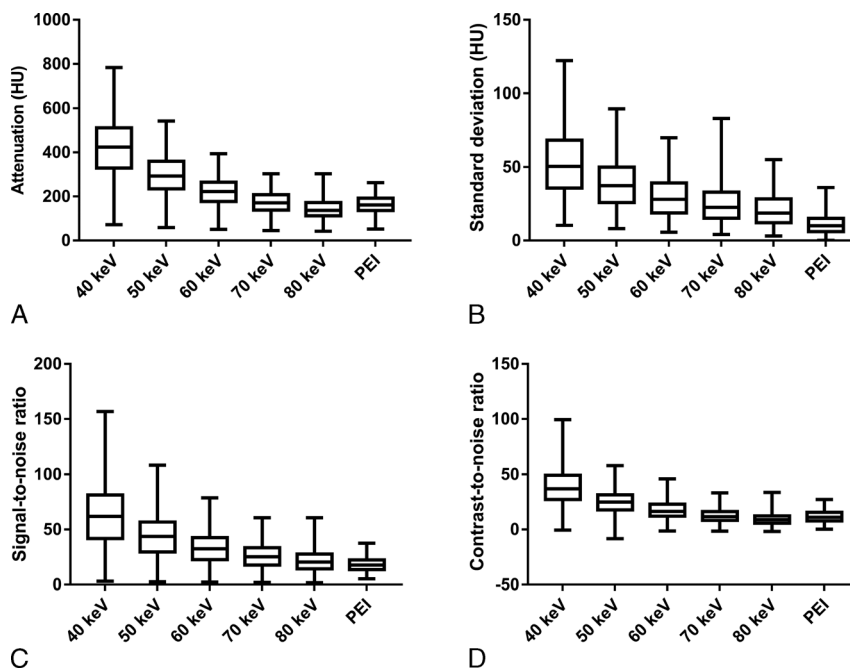 Attenuation (HU)
1000
800
600
400
200
0
40 keV
50 keV
60 keV
70 keV
80 keV
PEI
A
Standard deviation (HU)
150
100
50
0
40 keV
50 keV
60 keV
70 keV
80 keV
PEI
B
Signal-to-noise ratio
200
150
100
50
0
40 keV
50 keV
60 keV
70 keV
80 keV
PEI
C
Contrast-to-noise ratio
150
100
50
0
-50
40 keV
50 keV
60 keV
70 keV
80 keV
PEI
D